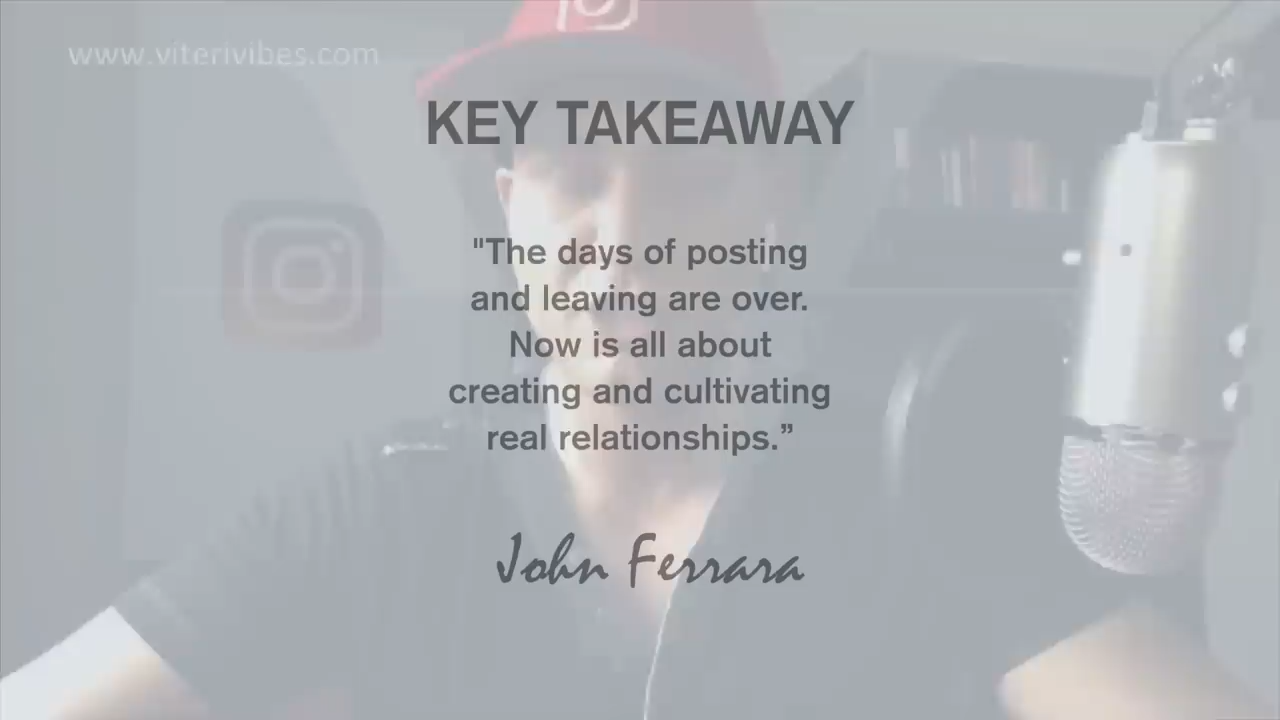 www.viterivibes.com
KEY TAKEAWAY
"The days of posting
and leaving are over.
Now is all about
creating and cultivating
real relationships.”
John Ferrara